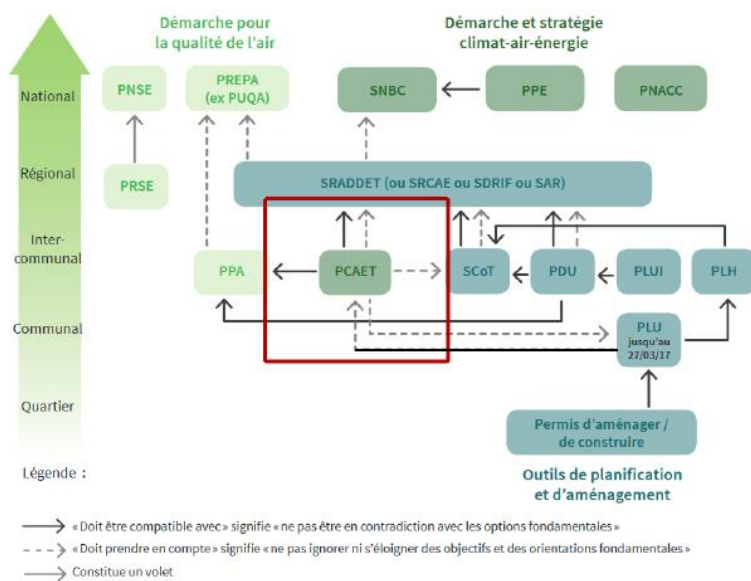 Démarche pour
la qualité de l'air
Démarche et stratégie
climat-air-énergie
National
PNSE
PREPA
(ex PUQA)
SNBC
PPE
PNACC
Régional
PRSE
SRADDET (ou SRCAE ou SDRIF ou SAR)
Inter-
communal
PPA
PCAET
SCoT
PDU
PLUI
PLH
Communal
PLU
jusqu'au
27/03/17
Quartier
Permis d'aménager /
de construire
Légende :
Outils de planification
et d'aménagement
« Doit être compatible avec » signifie « ne pas être en contradiction avec les options fondamentales »
« Doit prendre en compte » signifie « ne pas ignorer ni s'éloigner des objectifs et des orientations fondamentales »
Constitue un volet